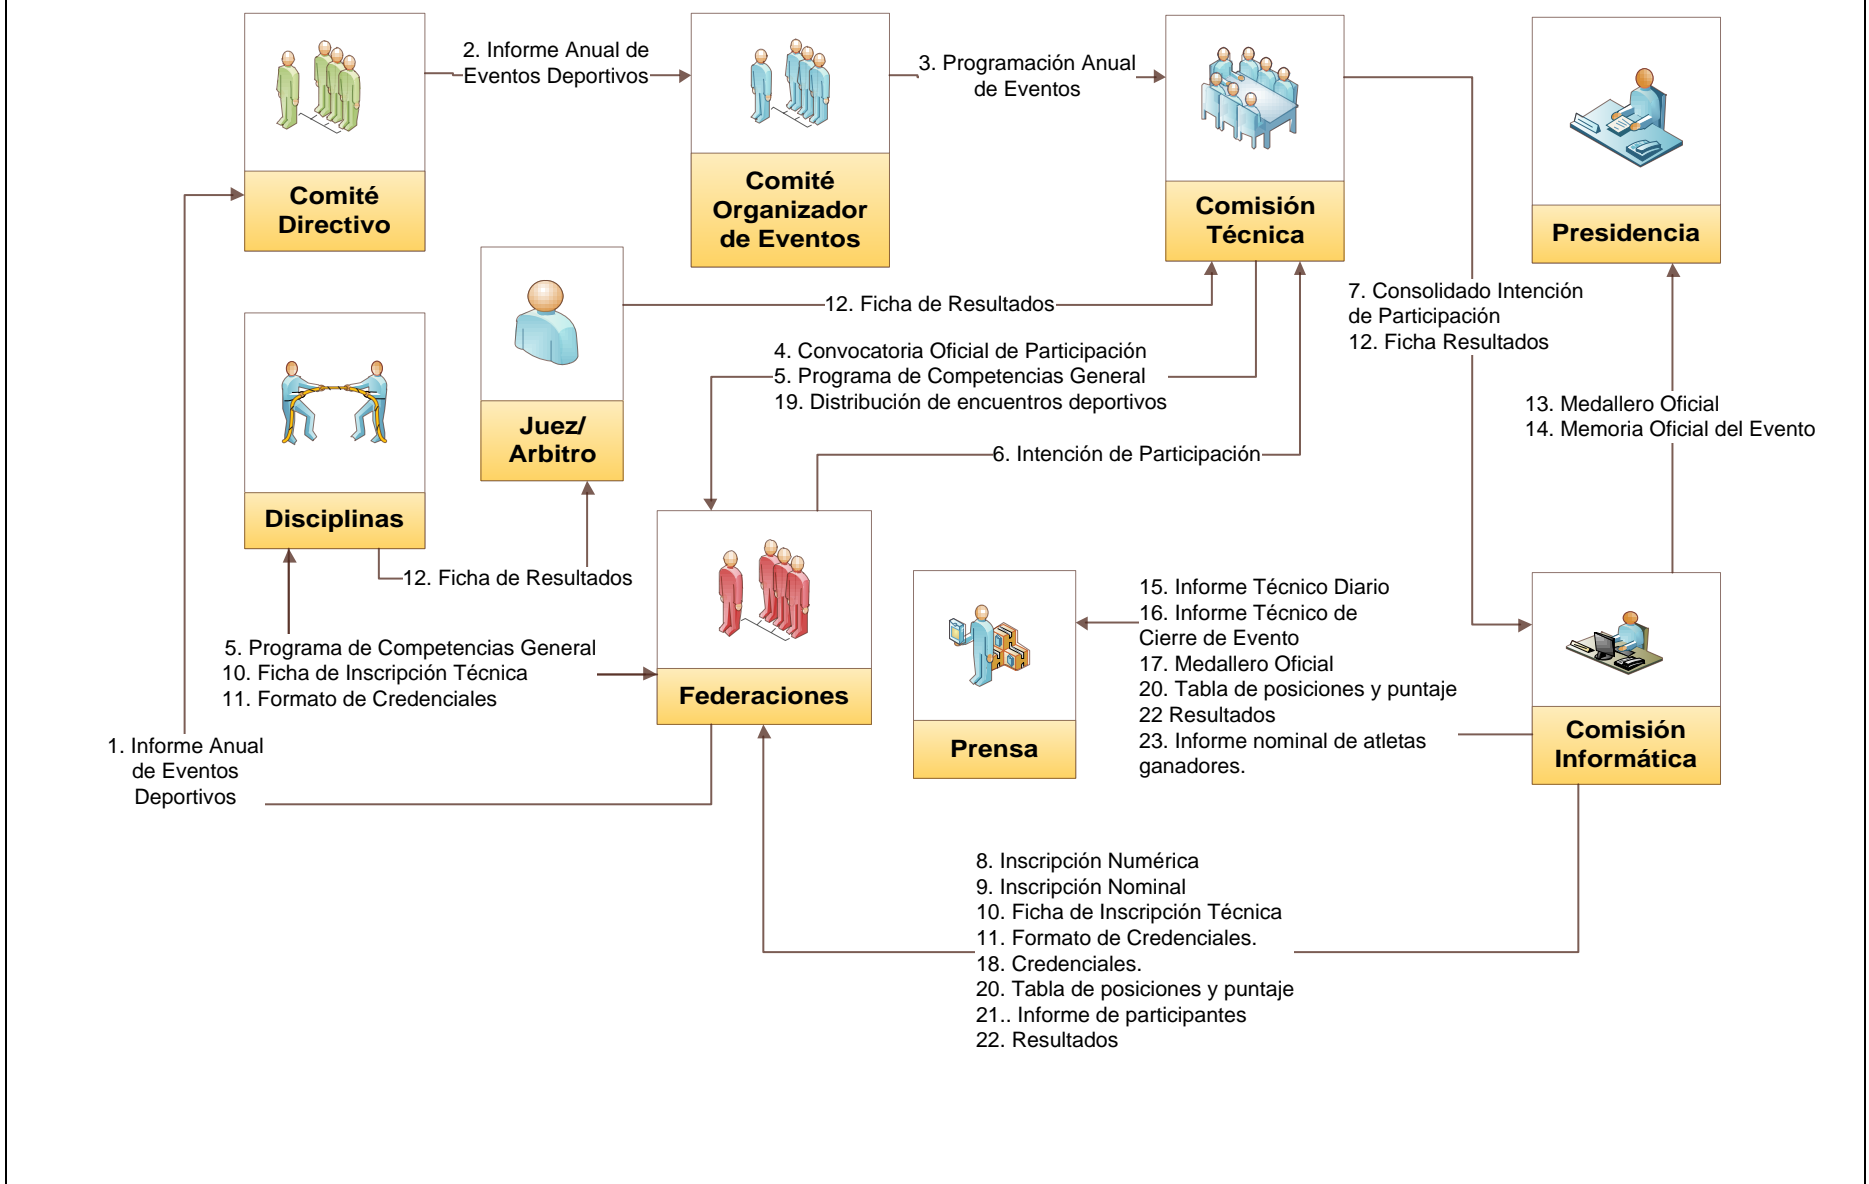 2. Informe Anual de
Eventos Deportivos
3. Programación Anual
de Eventos
Comité
Directivo
Comité
Organizador
de Eventos
Comisión
Técnica
Presidencia
12. Ficha de Resultados
7. Consolidado Intención
de Participación
12. Ficha Resultados
4. Convocatoria Oficial de Participación
5. Programa de Competencias General
19. Distribución de encuentros deportivos
13. Medallero Oficial
14. Memoria Oficial del Evento
Juez/
Arbitro
6. Intención de Participación
Disciplinas
12. Ficha de Resultados
5. Programa de Competencias General
10. Ficha de Inscripción Técnica
11. Formato de Credenciales
Federaciones
15. Informe Técnico Diario
16. Informe Técnico de
Cierre de Evento
17. Medallero Oficial
20. Tabla de posiciones y puntaje
22 Resultados
23. Informe nominal de atletas
ganadores.
Prensa
Comisión
Informática
1. Informe Anual
de Eventos
Deportivos
8. Inscripción Numérica
9. Inscripción Nominal
10. Ficha de Inscripción Técnica
11. Formato de Credenciales.
18. Credenciales.
20. Tabla de posiciones y puntaje
21.. Informe de participantes
22. Resultados